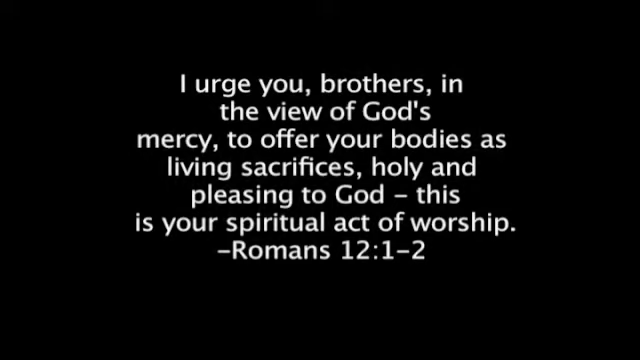 I urge you, brothers, in
the view of God's
mercy, to offer your bodies as
living sacrifices, holy and
pleasing to God – this
is your spiritual act of worship.
–Romans 12:1–2